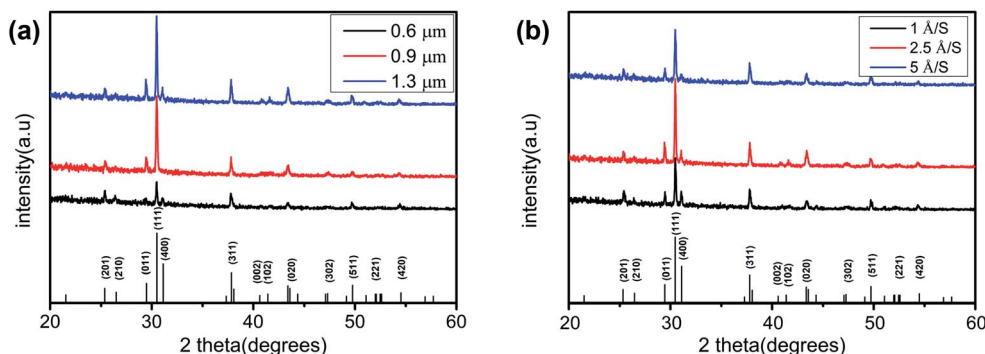 (a)
0.6 μm
0.9 μm
1.3 μm
intensity(a.u)
(201)
(210)
(011)
(111)
(400)
(311)
(002)
(102)
(020)
(302)
(511)
(221)
(420)
20 30 40 50 60
2 theta(degrees)
(b)
1 Å/S
2.5 Å/S
5 Å/S
intensity(a.u)
(201)
(210)
(011)
(111)
(400)
(311)
(002)
(102)
(020)
(302)
(511)
(221)
(420)
20 30 40 50 60
2 theta(degrees)